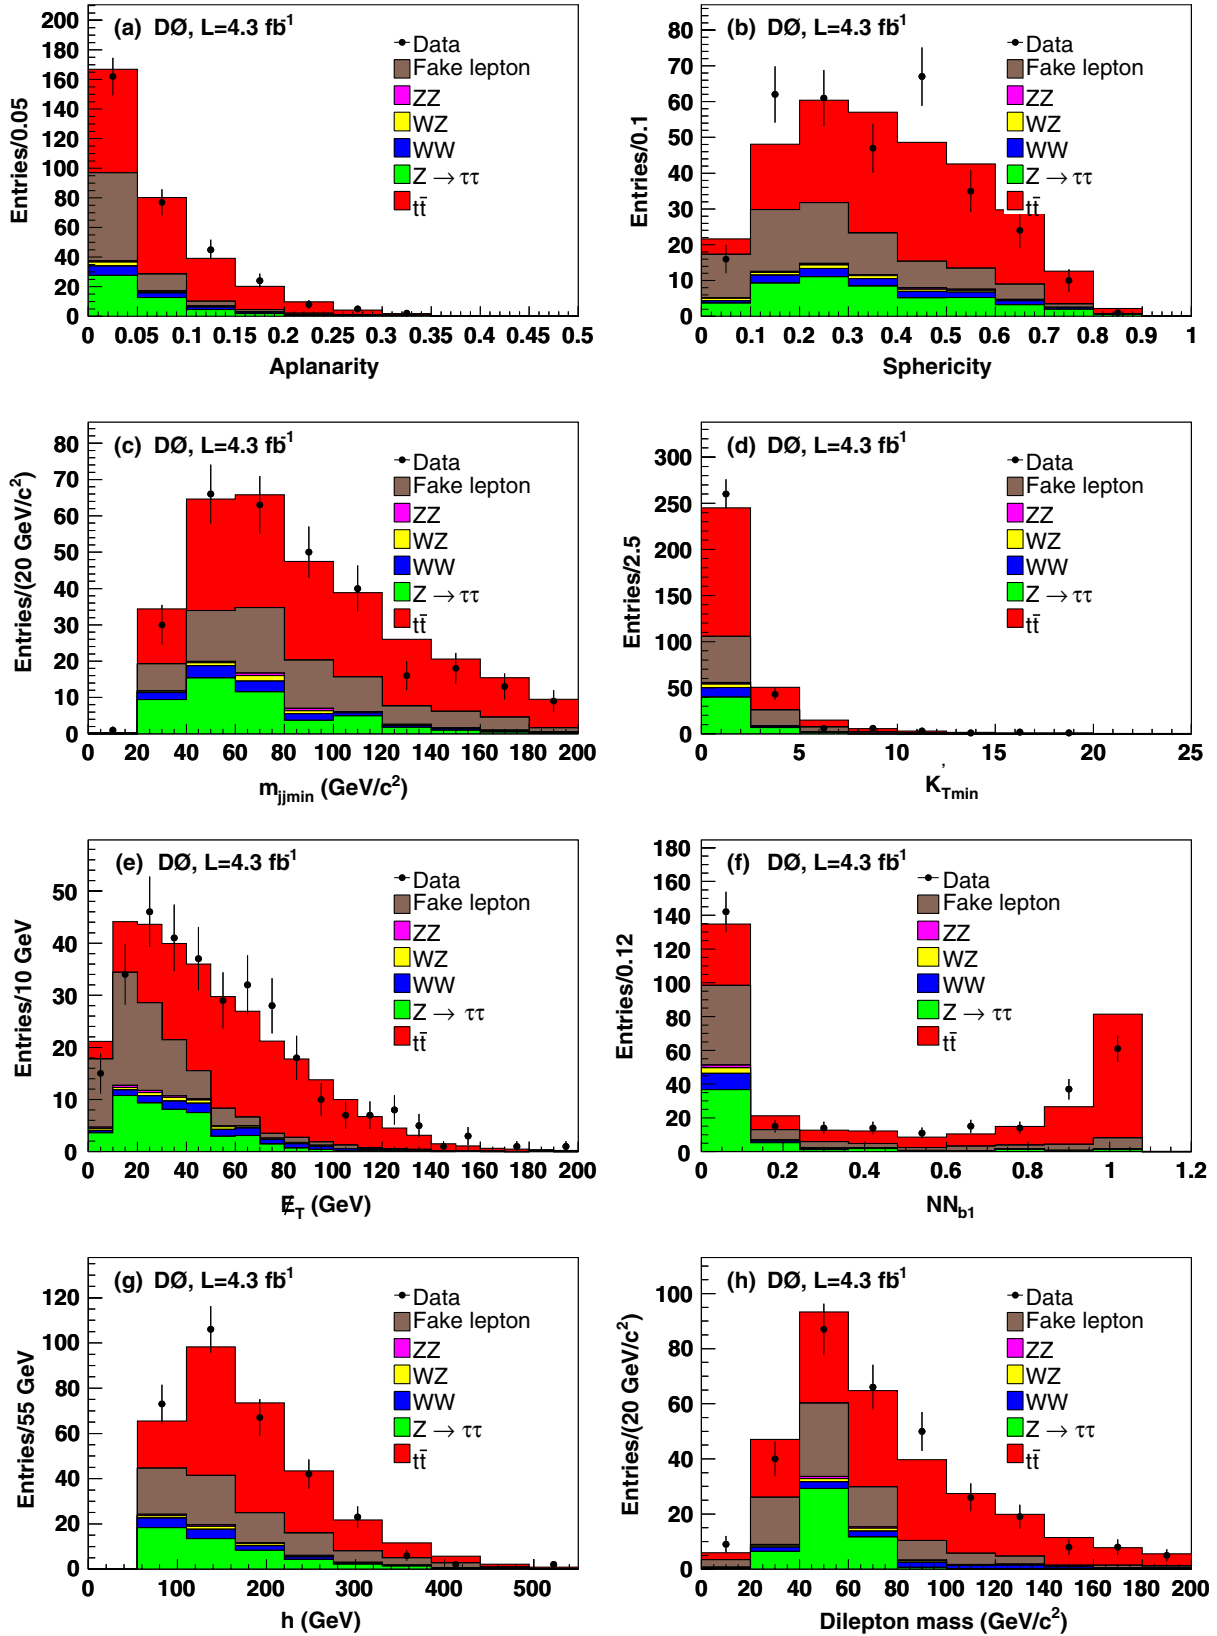 (a) DØ, L=4.3 fb-1
Entries/0.05
200
180
160
140
120
100
80
60
40
20
0
Data
Fake lepton
ZZ
WZ
WW
Z → ττ
tt̄
0 0.05 0.1 0.15 0.2 0.25 0.3 0.35 0.4 0.45 0.5
Aplanarity
(b) DØ, L=4.3 fb-1
Entries/0.1
80
70
60
50
40
30
20
10
0
Data
Fake lepton
ZZ
WZ
WW
Z → ττ
tt̄
0 0.1 0.2 0.3 0.4 0.5 0.6 0.7 0.8 0.9 1
Sphericity
(c) DØ, L=4.3 fb-1
Entries/(20 GeV/c2)
80
70
60
50
40
30
20
10
0
Data
Fake lepton
ZZ
WZ
WW
Z → ττ
tt̄
0 20 40 60 80 100 120 140 160 180 200
mjjmin (GeV/c2)
(d) DØ, L=4.3 fb-1
Entries/2.5
300
250
200
150
100
50
0
Data
Fake lepton
ZZ
WZ
WW
Z → ττ
tt̄
0 5 10 15 20 25
K'Tmin
(e) DØ, L=4.3 fb-1
Entries/10 GeV
50
40
30
20
10
0
Data
Fake lepton
ZZ
WZ
WW
Z → ττ
tt̄
0 20 40 60 80 100 120 140 160 180 200
E̸T (GeV)
(f) DØ, L=4.3 fb-1
Entries/0.12
180
160
140
120
100
80
60
40
20
0
Data
Fake lepton
ZZ
WZ
WW
Z → ττ
tt̄
0 0.2 0.4 0.6 0.8 1 1.2
NNb1
(g) DØ, L=4.3 fb-1
Entries/55 GeV
120
100
80
60
40
20
0
Data
Fake lepton
ZZ
WZ
WW
Z → ττ
tt̄
0 100 200 300 400 500
h (GeV)
(h) DØ, L=4.3 fb-1
Entries/(20 GeV/c2)
100
80
60
40
20
0
Data
Fake lepton
ZZ
WZ
WW
Z → ττ
tt̄
0 20 40 60 80 100 120 140 160 180 200
Dilepton mass (GeV/c2)